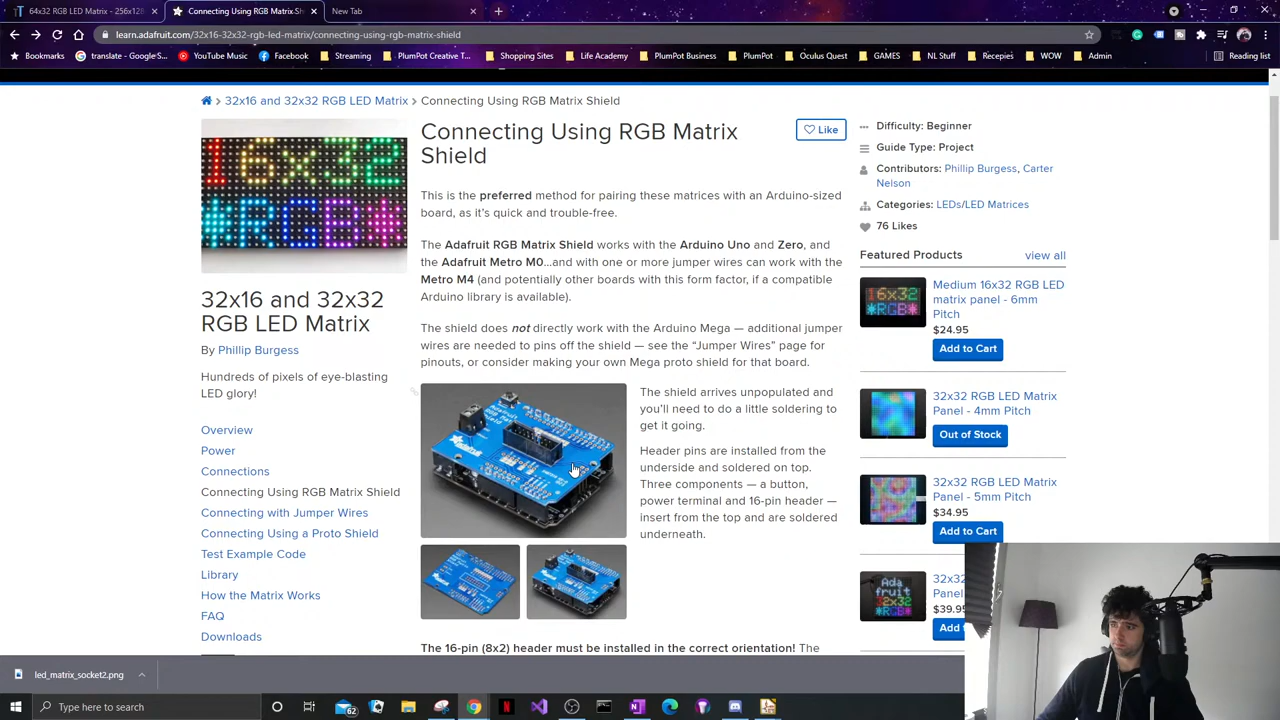 64x32 RGB LED Matrix - 256x128
Connecting Using RGB Matrix Sh
New Tab
learn.adafruit.com/32x16-32x32-rgb-led-matrix/connecting-using-rgb-matrix-shield
Bookmarks
translate - Google S...
YouTube Music
Facebook
Streaming
PlumPot Creative T...
Shopping Sites
Life Academy
PlumPot Business
PlumPot
Oculus Quest
GAMES
NL Stuff
Recepies
WOW
Admin
Reading list
32x16 and 32x32 RGB LED Matrix
Connecting Using RGB Matrix Shield
16x32
*RGB*
32x16 and 32x32
RGB LED Matrix
By Phillip Burgess
Hundreds of pixels of eye-blasting
LED glory!
Overview
Power
Connections
Connecting Using RGB Matrix Shield
Connecting with Jumper Wires
Connecting Using a Proto Shield
Test Example Code
Library
How the Matrix Works
FAQ
Downloads
Connecting Using RGB Matrix
Shield
Like
This is the preferred method for pairing these matrices with an Arduino-sized
board, as it's quick and trouble-free.
The Adafruit RGB Matrix Shield works with the Arduino Uno and Zero, and
the Adafruit Metro M0...and with one or more jumper wires can work with the
Metro M4 (and potentially other boards with this form factor, if a compatible
Arduino library is available).
The shield does not directly work with the Arduino Mega — additional jumper
wires are needed to pins off the shield — see the “Jumper Wires” page for
pinouts, or consider making your own Mega proto shield for that board.
The shield arrives unpopulated and
you'll need to do a little soldering to
get it going.
Header pins are installed from the
underside and soldered on top.
Three components — a button,
power terminal and 16-pin header —
insert from the top and are soldered
underneath.
The 16-pin (8x2) header must be installed in the correct orientation! The
Difficulty: Beginner
Guide Type: Project
Contributors: Phillip Burgess, Carter
Nelson
Categories: LEDs/LED Matrices
76 Likes
Featured Products
view all
16x32
*RGB*
Medium 16x32 RGB LED
matrix panel - 6mm
Pitch
$24.95
Add to Cart
32x32 RGB LED Matrix
Panel - 4mm Pitch
Out of Stock
32x32 RGB LED Matrix
Panel - 5mm Pitch
$34.95
Add to Cart
Ada
fruit
32x32
*RGB*
32x32
Panel
$39.95
Add
led_matrix_socket2.png
Type here to search